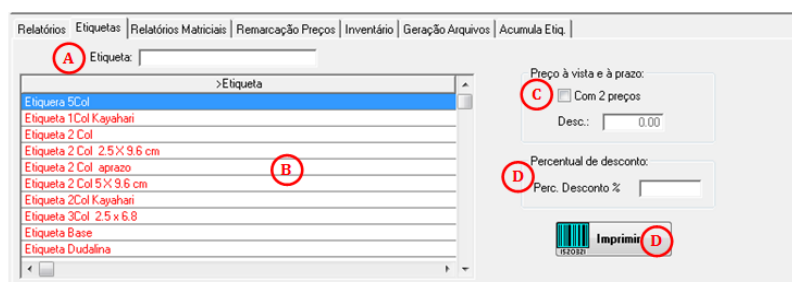 Relatórios Etiquetas Relatórios Matriciais Remarcação Preços Inventário Geração Arquivos Acumula Etiq.
A Etiqueta:
>Etiqueta
Etiquera 5Col
Etiqueta 1Col Kayahari
Etiqueta 2 Col
Etiqueta 2 Col 2.5 X 9.6 cm
Etiqueta 2 Col aprazo
Etiqueta 2 Col 5 X 9.6 cm
Etiqueta 2Col Kayahari
Etiqueta 3Col 2.5 x 6.8
Etiqueta Base
Etiqueta Dudalina
B
Preço à vista e à prazo:
C Com 2 preços
Desc.: 0.00
Percentual de desconto:
D Perc. Desconto %
1520321 Imprimir D